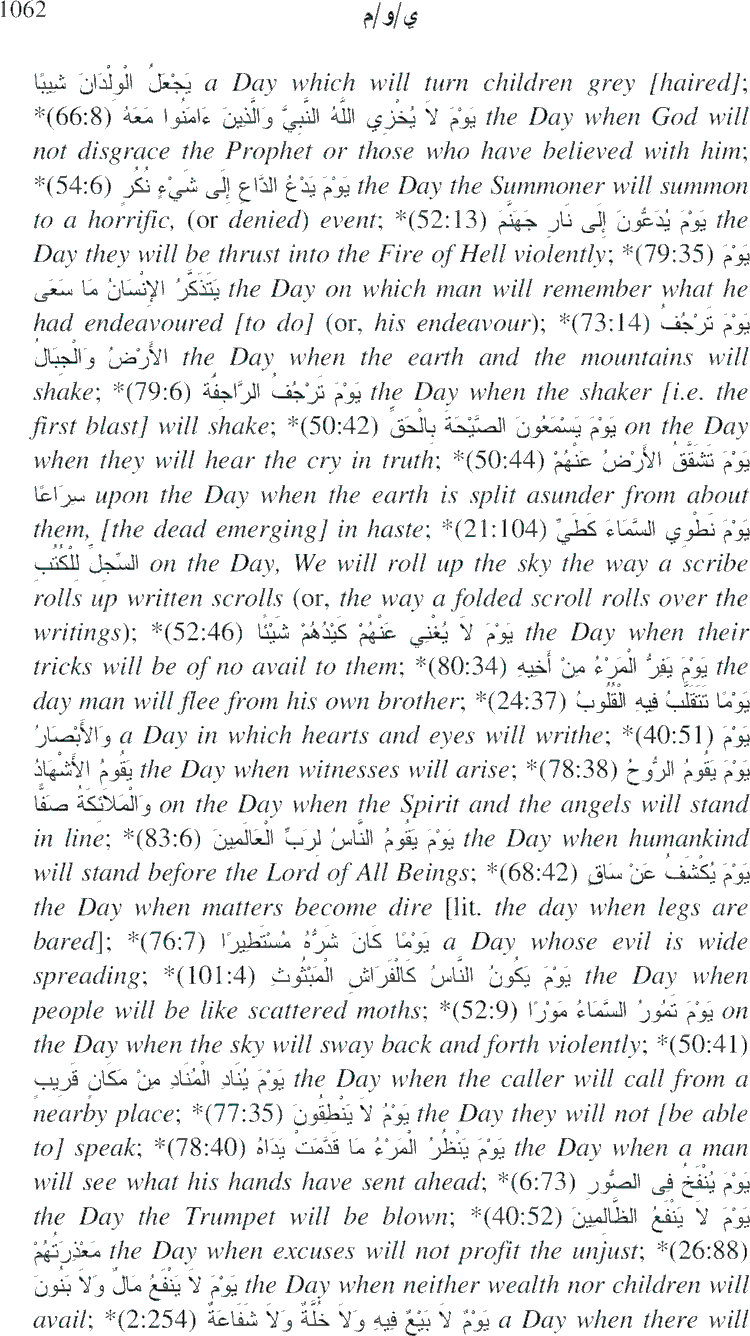 1062 ي/و/م
يَجْعَلُ الْوِلْدَانَ شِيبًا a Day which will turn children grey [haired];
*(66:8) يَوْمَ لاَ يُخْزِي اللَّهُ النَّبِيَّ وَالَّذِينَ ءَامَنُوا مَعَهُ the Day when God will
not disgrace the Prophet or those who have believed with him;
*(54:6) يَوْمَ يَدْعُ الدَّاعِ إِلَى شَيْءٍ نُكُرٍ the Day the Summoner will summon
to a horrific, (or denied) event; *(52:13) يَوْمَ يُدَعُّونَ إِلَى نَارِ جَهَنَّمَ the
Day they will be thrust into the Fire of Hell violently; *(79:35) يَوْمَ
يَتَذَكَّرُ الإِنْسَانُ مَا سَعَى the Day on which man will remember what he
had endeavoured [to do] (or, his endeavour); *(73:14) يَوْمَ تَرْجُفُ
الأَرْضُ وَالْجِبَالُ the Day when the earth and the mountains will
shake; *(79:6) يَوْمَ تَرْجُفُ الرَّاجِفُة the Day when the shaker [i.e. the
first blast] will shake; *(50:42) يَوْمَ يَسْمَعُونَ الصَّيْحَةَ بِالْحَقِّ on the Day
when they will hear the cry in truth; *(50:44) يَوْمَ تَشَقَّقُ الأَرْضُ عَنْهُمْ
سِرَاعًا upon the Day when the earth is split asunder from about
them, [the dead emerging] in haste; *(21:104) يَوْمَ نَطْوِي السَّمَاءَ كَطَيِّ
السِّجِلِّ لِلْكُتُبِ on the Day, We will roll up the sky the way a scribe
rolls up written scrolls (or, the way a folded scroll rolls over the
writings); *(52:46) يَوْمَ لاَ يُغْنِي عَنْهُمْ كَيْدُهُمْ شَيْئًا the Day when their
tricks will be of no avail to them; *(80:34) يَوْمَ يَفِرُّ الْمَرْءُ مِنْ أَخِيهِ the
day man will flee from his own brother; *(24:37) يَوْمًا تَتَقَلَّبُ فِيهِ الْقُلُوبُ
وَالأَبْصَارُ a Day in which hearts and eyes will writhe; *(40:51) يَوْمَ
يَقُومُ الأَشْهَادُ the Day when witnesses will arise; *(78:38) يَوْمَ يَقُومُ الرُّوحُ
وَالْمَلاَئِكَةُ صَفًّا on the Day when the Spirit and the angels will stand
in line; *(83:6) يَوْمَ يَقُومُ النَّاسُ لِرَبِّ الْعَالَمِينَ the Day when humankind
will stand before the Lord of All Beings; *(68:42) يَوْمَ يُكْشَفُ عَنْ سَاقٍ
the Day when matters become dire [lit. the day when legs are
bared]; *(76:7) يَوْمًا كَانَ شَرُّهُ مُسْتَطِيرًا a Day whose evil is wide
spreading; *(101:4) يَوْمَ يَكُونُ النَّاسُ كَالْفَرَاشِ الْمَبْثُوثِ the Day when
people will be like scattered moths; *(52:9) يَوْمَ تَمُورُ السَّمَاءُ مَوْرًا on
the Day when the sky will sway back and forth violently; *(50:41)
يَوْمَ يُنَادِ الْمُنَادِ مِنْ مَكَانٍ قَرِيبٍ the Day when the caller will call from a
nearby place; *(77:35) يَوْمُ لاَ يَنْطِقُونَ the Day they will not [be able
to] speak; *(78:40) يَوْمَ يَنْظُرُ الْمَرْءُ مَا قَدَّمَتْ يَدَاهُ the Day when a man
will see what his hands have sent ahead; *(6:73) يَوْمَ يُنْفَخُ فِى الصُّورِ
the Day the Trumpet will be blown; *(40:52) يَوْمَ لاَ يَنْفَعُ الظَّالِمِينَ
مَعْذِرَتُهُمْ the Day when excuses will not profit the unjust; *(26:88)
يَوْمَ لاَ يَنْفَعُ مَالٌ وَلاَ بَنُونَ the Day when neither wealth nor children will
avail; *(2:254) يَوْمٌ لاَ بَيْعٌ فِيهِ وَلاَ خُلَّةٌ وَلاَ شَفَاعَةٌ a Day when there will